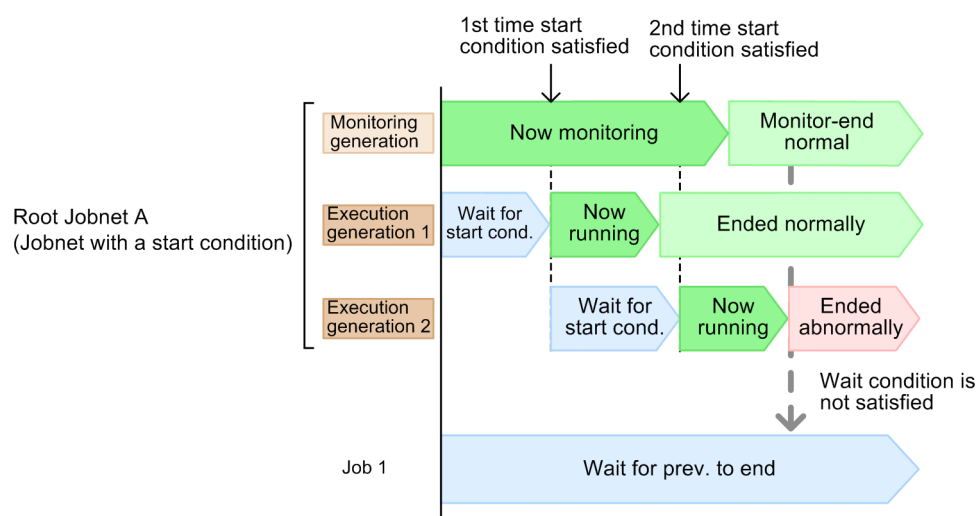 1st time start
condition satisfied
2nd time start
condition satisfied
Monitoring
generation
Now monitoring
Monitor-end
normal
Root Jobnet A
(Jobnet with a start condition)
Execution
generation 1
Wait for
start cond.
Now
running
Ended normally
Execution
generation 2
Wait for
start cond.
Now
running
Ended
abnormally
Wait condition is
not satisfied
Job 1
Wait for prev. to end